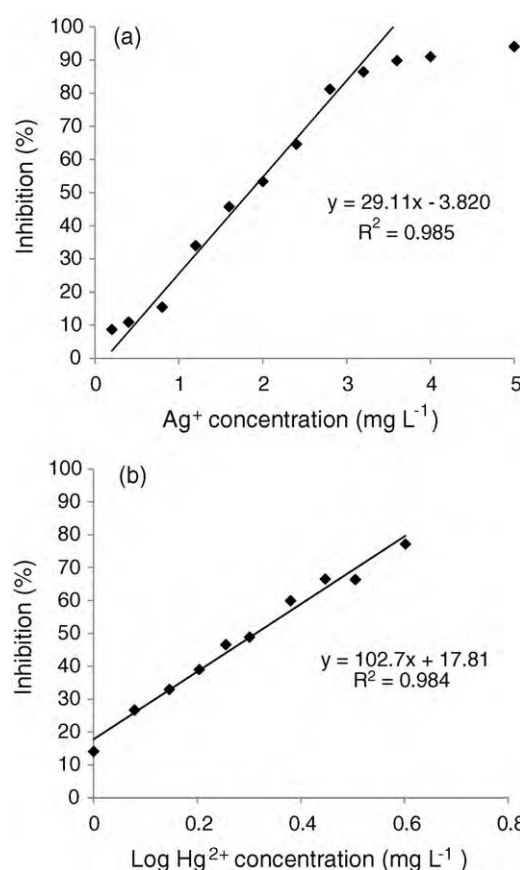 (a)
100
90
80
70
60
50
40
30
20
10
0
Inhibition (%)
y = 29.11x - 3.820
R² = 0.985
0 1 2 3 4 5
Ag⁺ concentration (mg L⁻¹)
(b)
100
90
80
70
60
50
40
30
20
10
0
Inhibition (%)
y = 102.7x + 17.81
R² = 0.984
0 0.2 0.4 0.6 0.8
Log Hg²⁺ concentration (mg L⁻¹)